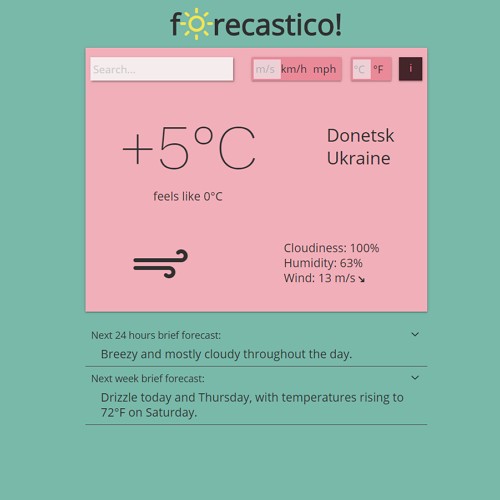 forecastico!
Search...
m/s km/h mph
°C °F
i
+5°C
Donetsk
Ukraine
feels like 0°C
Cloudiness: 100%
Humidity: 63%
Wind: 13 m/s ↘
Next 24 hours brief forecast:
Breezy and mostly cloudy throughout the day.
Next week brief forecast:
Drizzle today and Thursday, with temperatures rising to
72°F on Saturday.